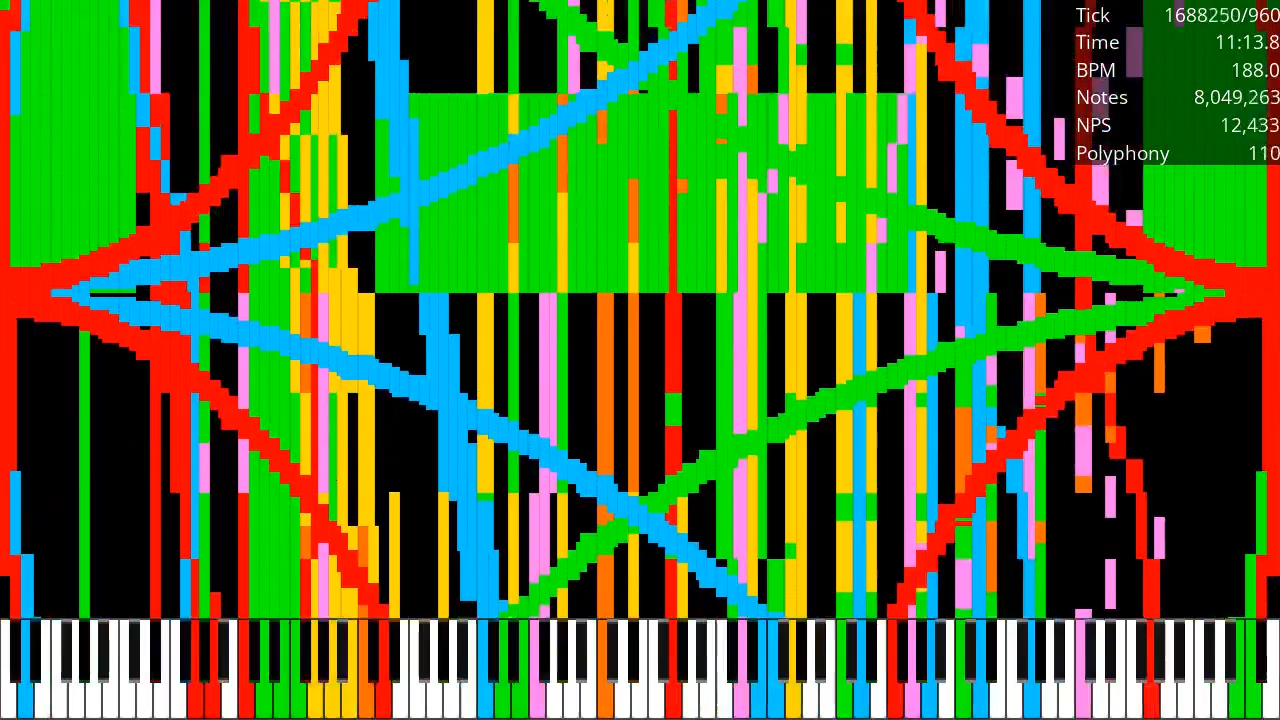 Tick 1688250/960
Time 11:13.8
BPM 188.0
Notes 8,049,263
NPS 12,433
Polyphony 110